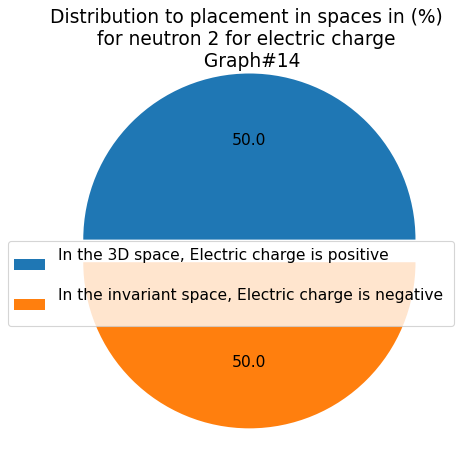 Distribution to placement in spaces in (%)
for neutron 2 for electric charge
Graph#14
50.0
In the 3D space, Electric charge is positive
In the invariant space, Electric charge is negative
50.0